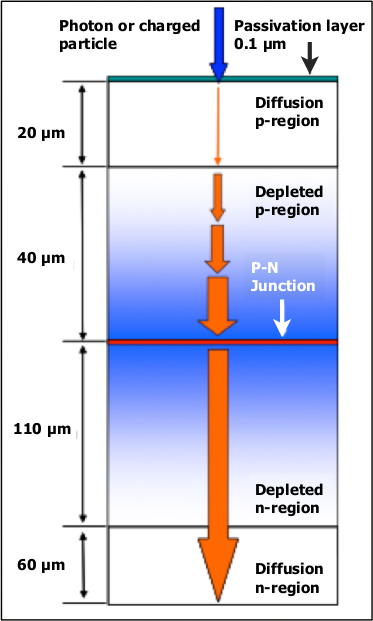 Photon or charged
particle
Passivation layer
0.1 µm
20 µm
Diffusion
p-region
Depleted
p-region
40 µm
P-N
Junction
110 µm
Depleted
n-region
60 µm
Diffusion
n-region